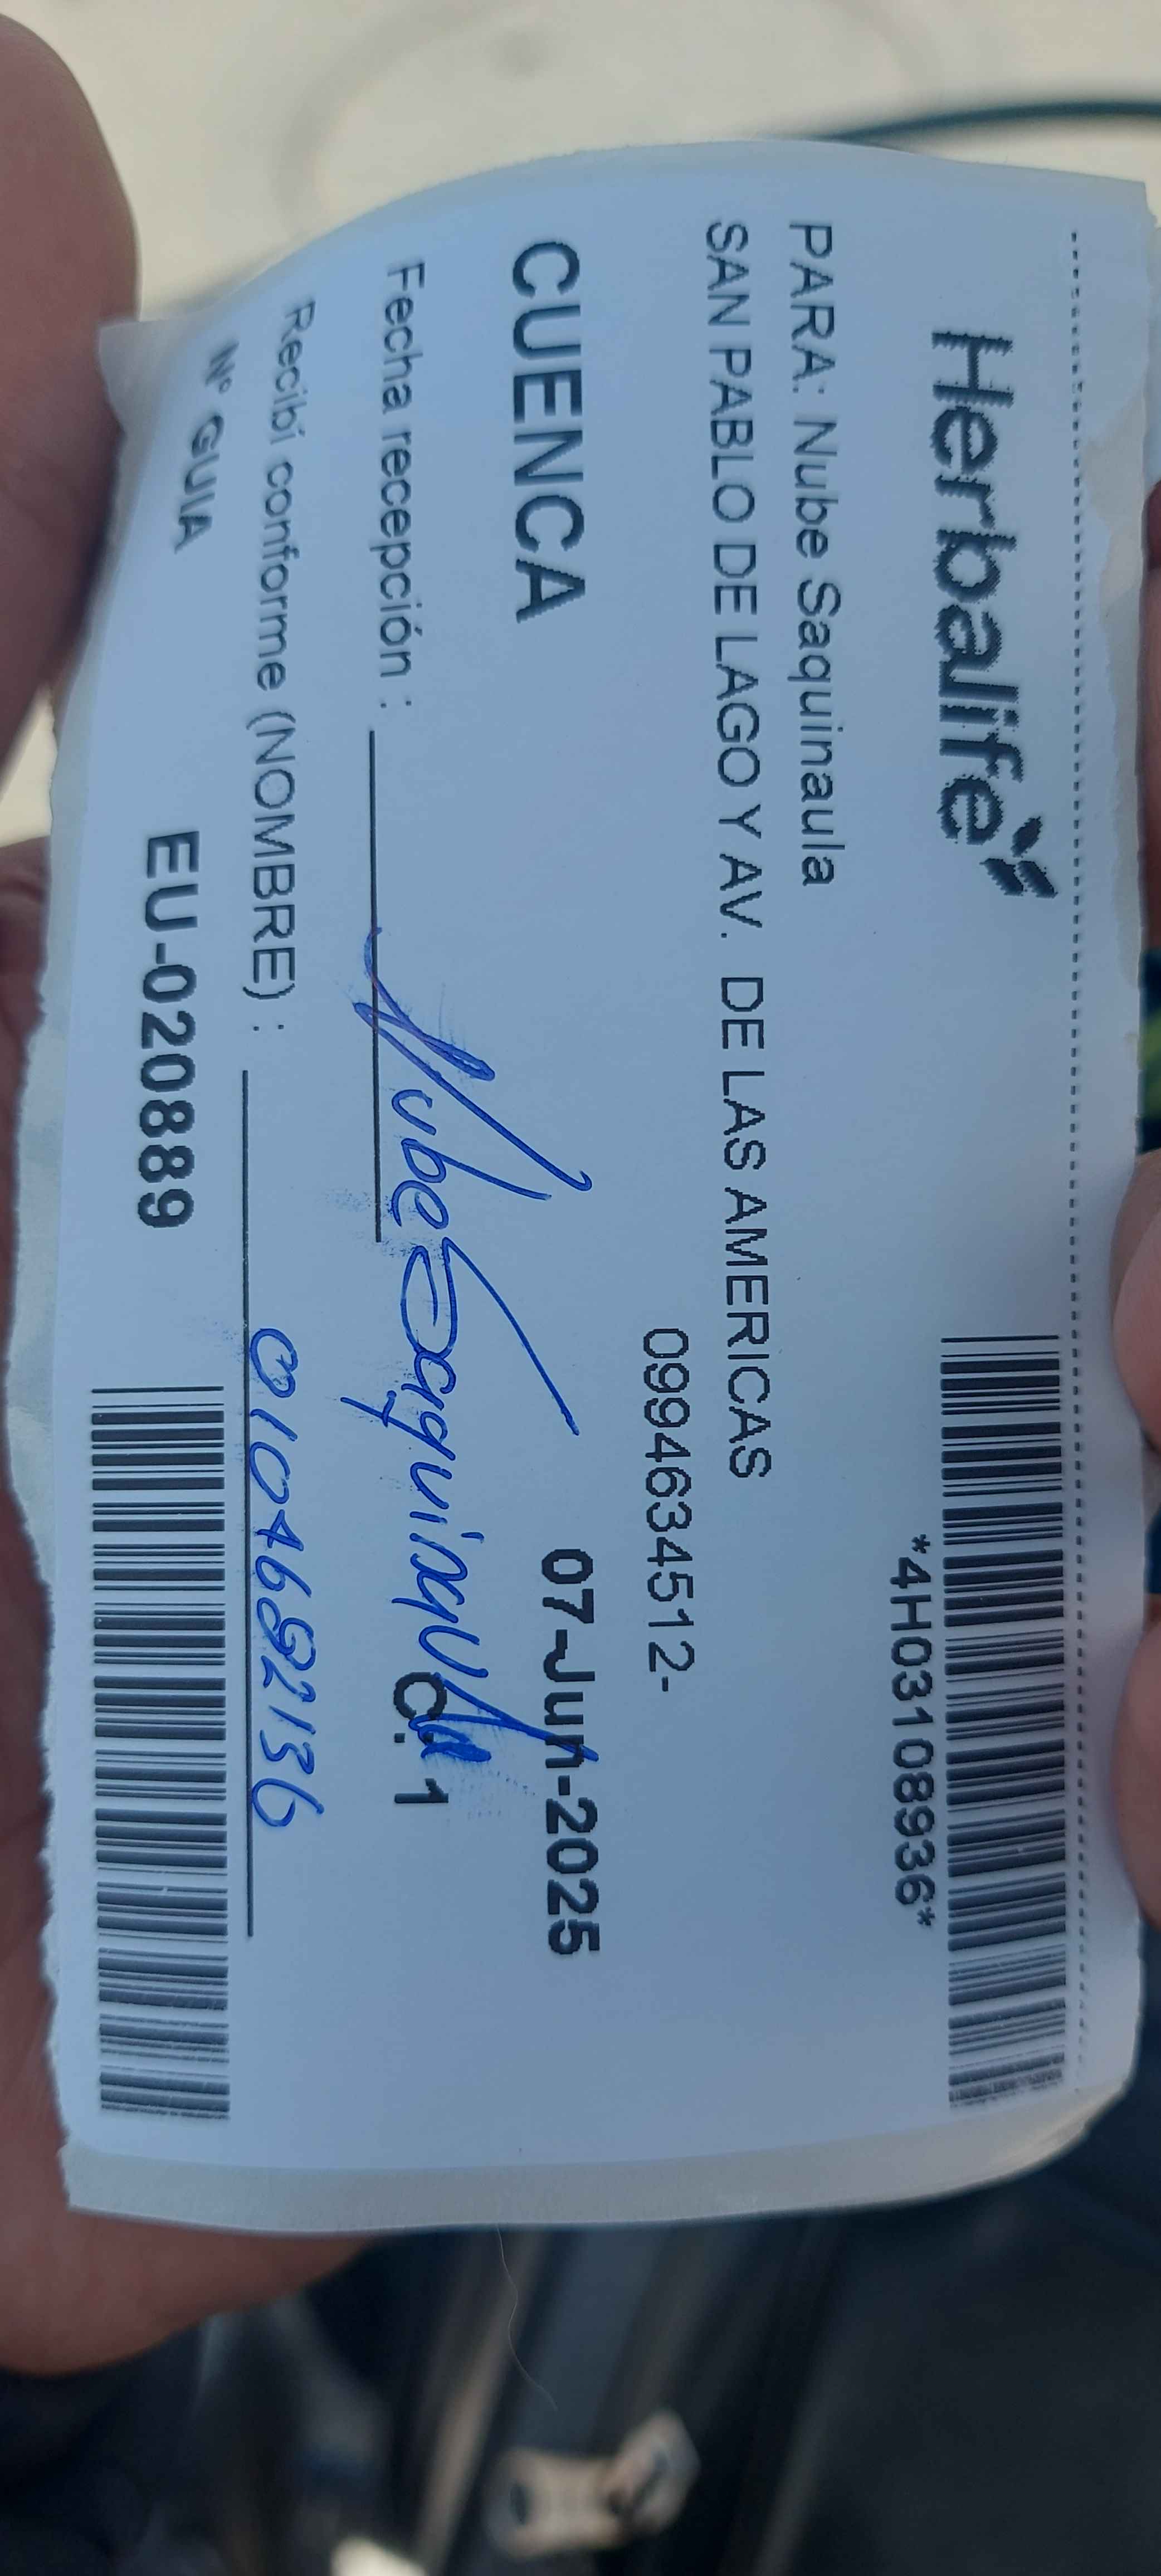 Herbalife
*4H03108936*
PARA: Nube Saquinaula
SAN PABLO DE LAGO Y AV. DE LAS AMERICAS
0994634512-
CUENCA
07-Jun-2025
Fecha recepción :
Nube Saquinaula
C. 1
Recibí conforme (NOMBRE) :
0104682136
Nº GUIA
EU-020889